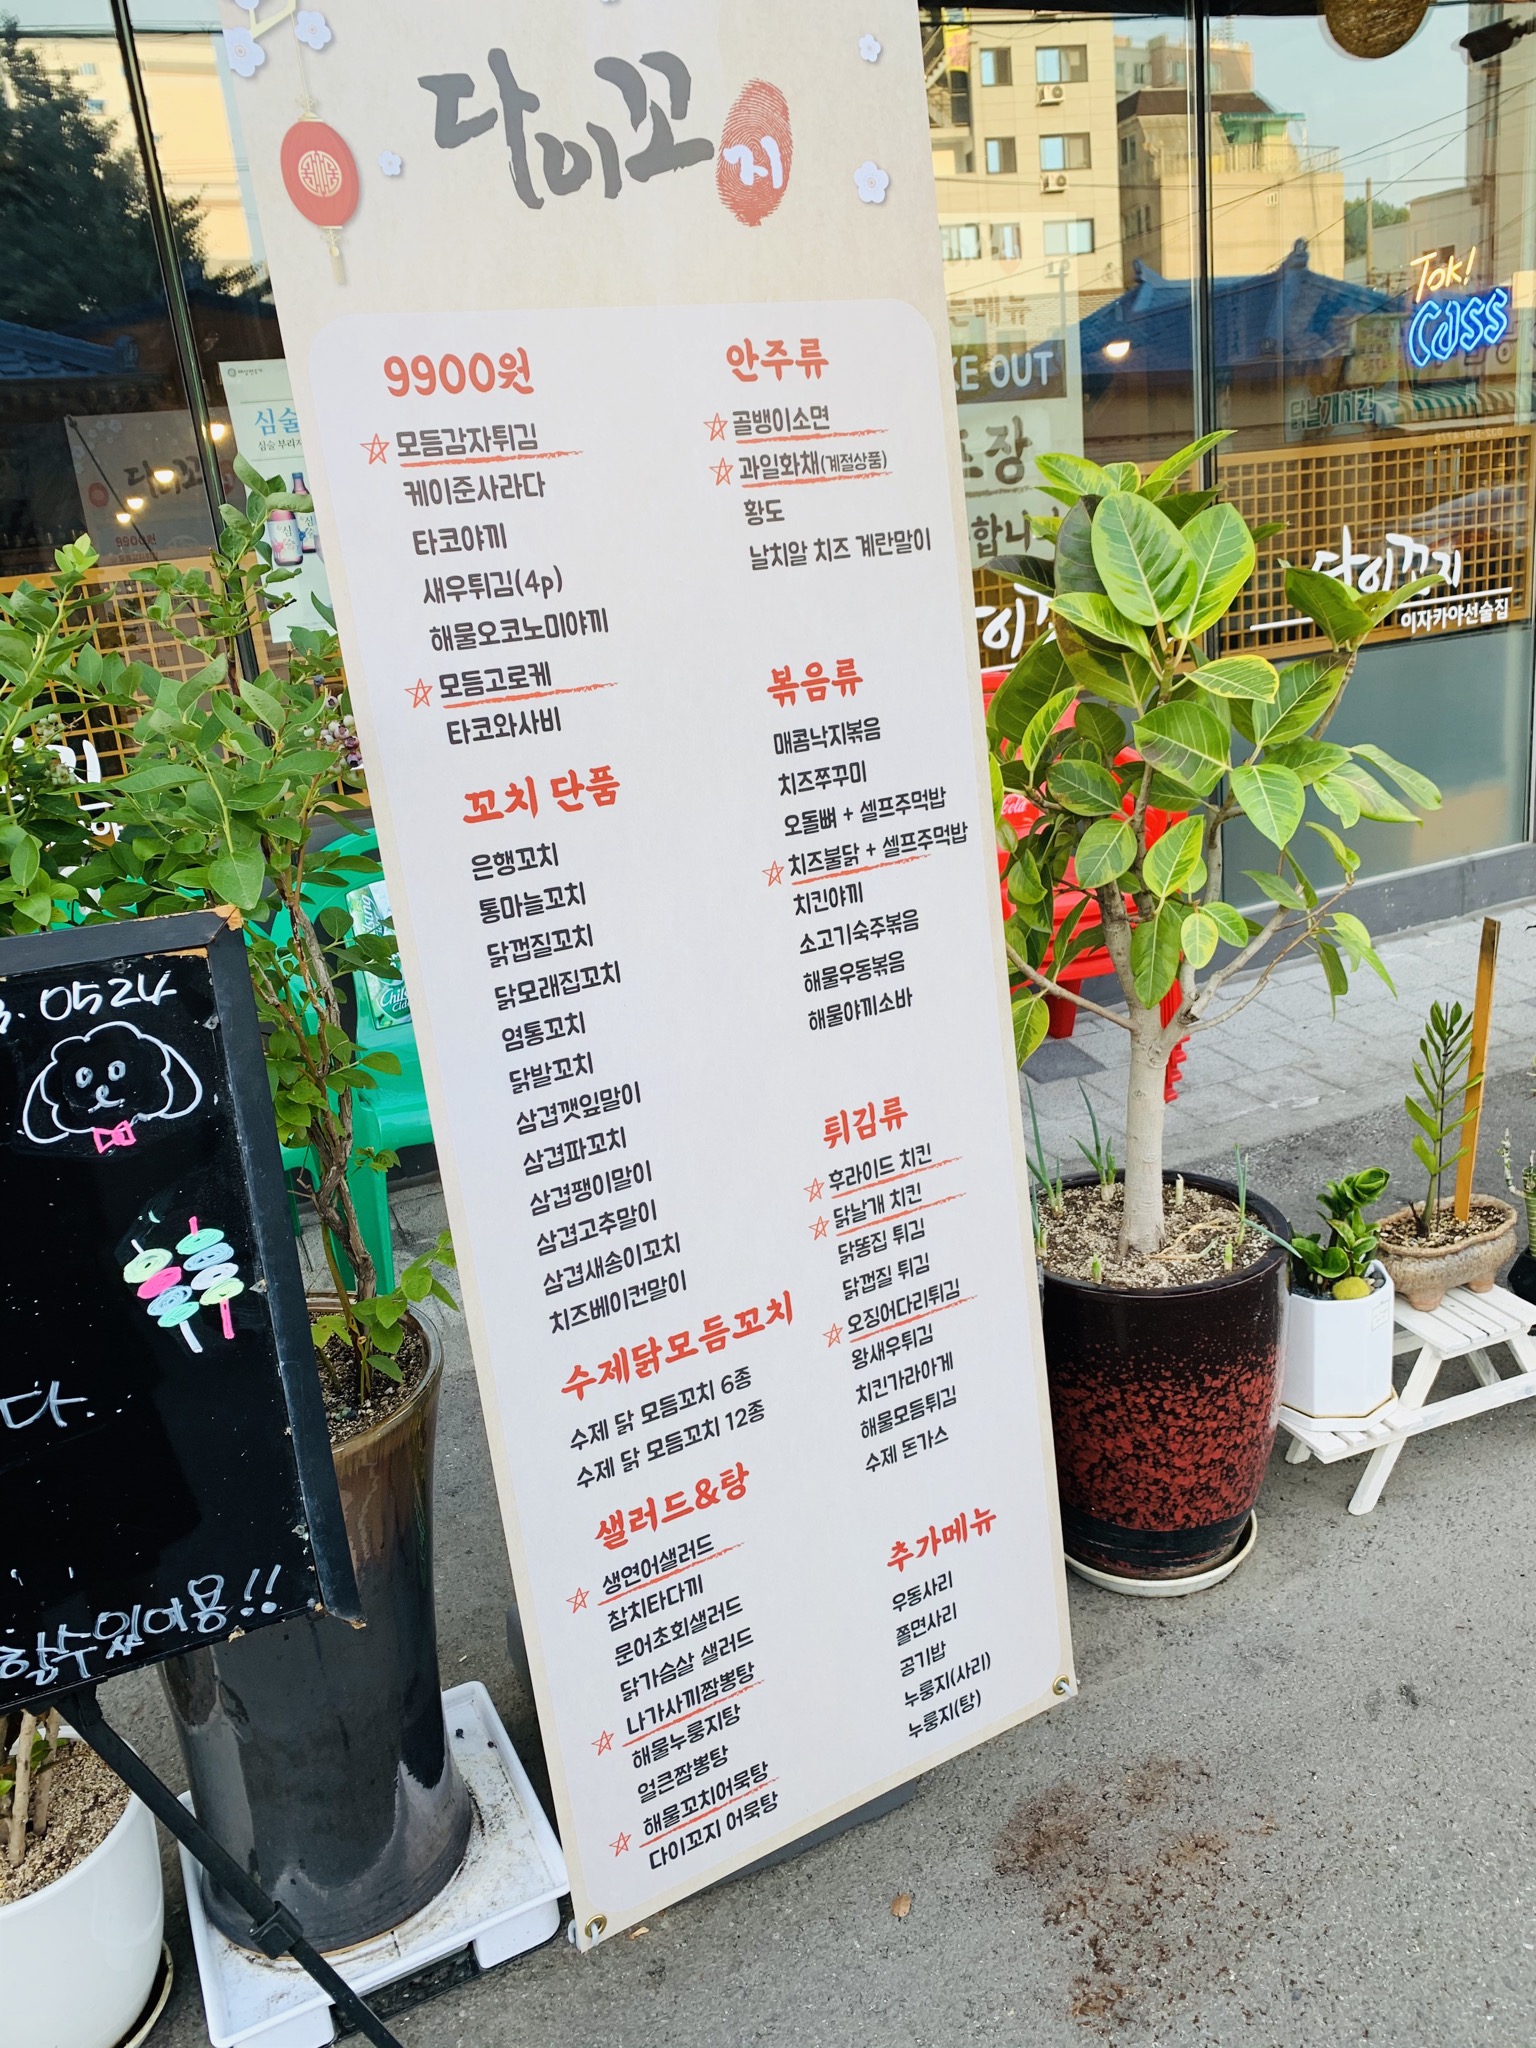 다이꼬지
9900원
모듬감자튀김
케이준사라다
타코야끼
새우튀김(4p)
해물오코노미야끼
모듬고로케
타코와사비
꼬치 단품
은행꼬치
통마늘꼬치
닭껍질꼬치
닭모래집꼬치
염통꼬치
닭발꼬치
삼겹깻잎말이
삼겹파꼬치
삼겹팽이말이
삼겹고추말이
삼겹새송이꼬치
치즈베이컨말이
수제닭모듬꼬치
수제 닭 모듬꼬치 6종
수제 닭 모듬꼬치 12종
샐러드&탕
생연어샐러드
참치타다끼
문어초회샐러드
닭가슴살 샐러드
나가사끼짬뽕탕
해물누룽지탕
얼큰짬뽕탕
해물꼬치어묵탕
다이꼬지 어묵탕
안주류
골뱅이소면
과일화채(계절상품)
황도
날치알 치즈 계란말이
볶음류
매콤낙지볶음
치즈쭈꾸미
오돌뼈 + 셀프주먹밥
치즈불닭 + 셀프주먹밥
치킨야끼
소고기숙주볶음
해물우동볶음
해물야끼소바
튀김류
후라이드 치킨
닭날개 치킨
닭똥집 튀김
닭껍질 튀김
오징어다리튀김
왕새우튀김
치킨가라아게
해물모듬튀김
수제 돈가스
추가메뉴
우동사리
쫄면사리
공기밥
누룽지(사리)
누룽지(탕)
0524
다.
할수있어묭!!
심술
OUT
장
합니
Tok!
Cass
닭날개치킨
다이꼬지
이자카야선술집